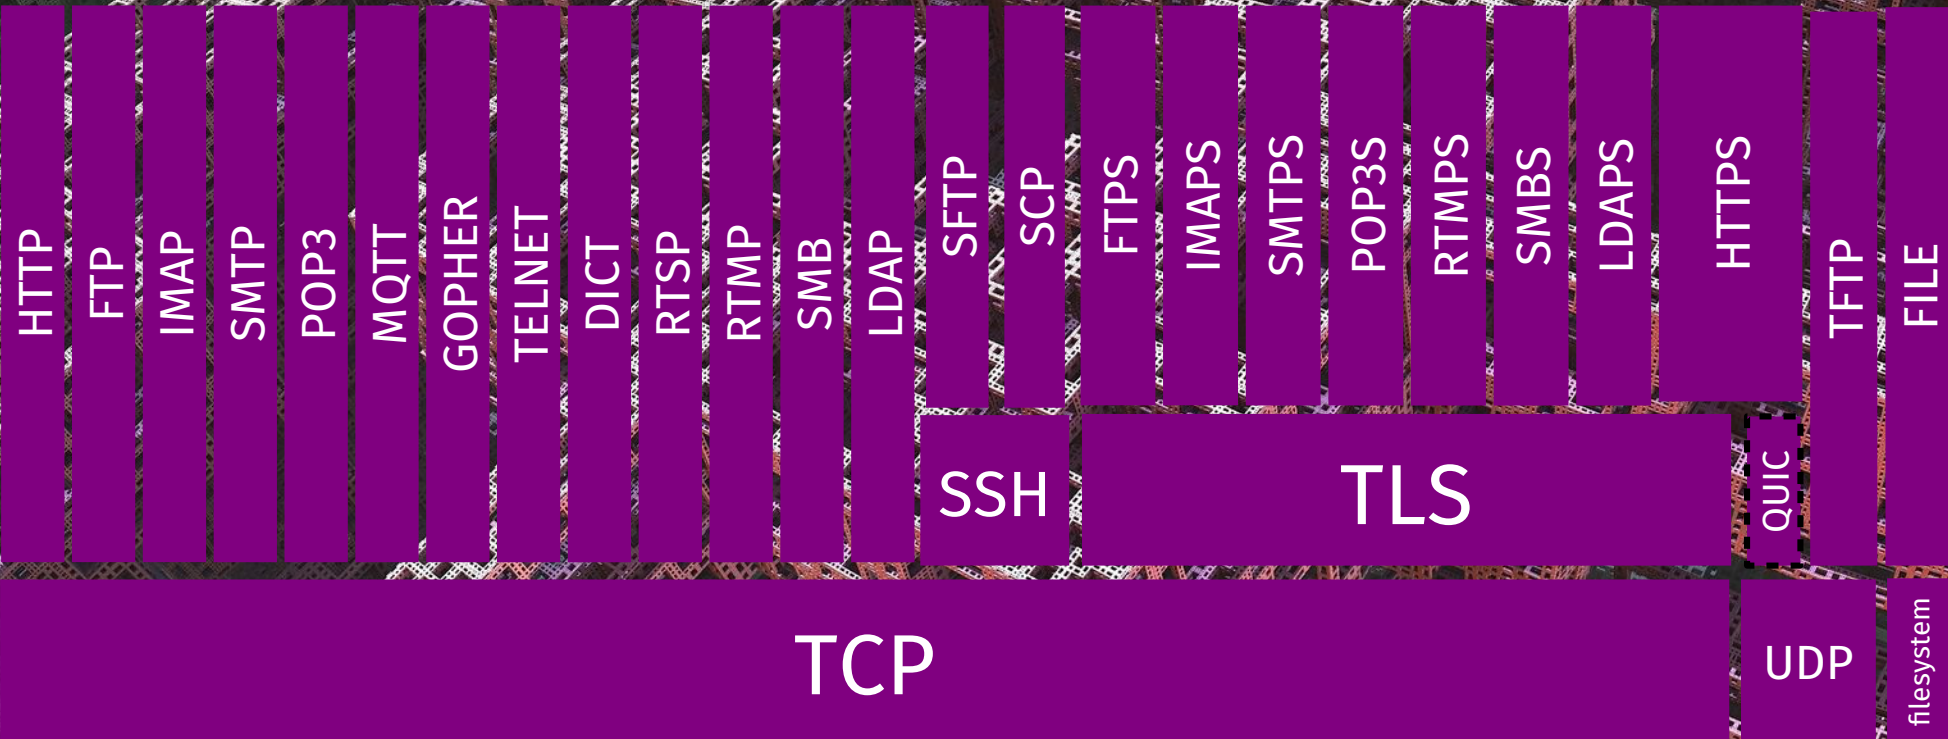 HTTP
FTP
IMAP
SMTP
POP3
MQTT
GOPHER
TELNET
DICT
RTSP
RTMP
SMB
LDAP
SFTP
SCP
FTPS
IMAPS
SMTPS
POP3S
RTMPS
SMBS
LDAPS
HTTPS
TFTP
FILE
SSH
TLS
QUIC
TCP
UDP
filesystem